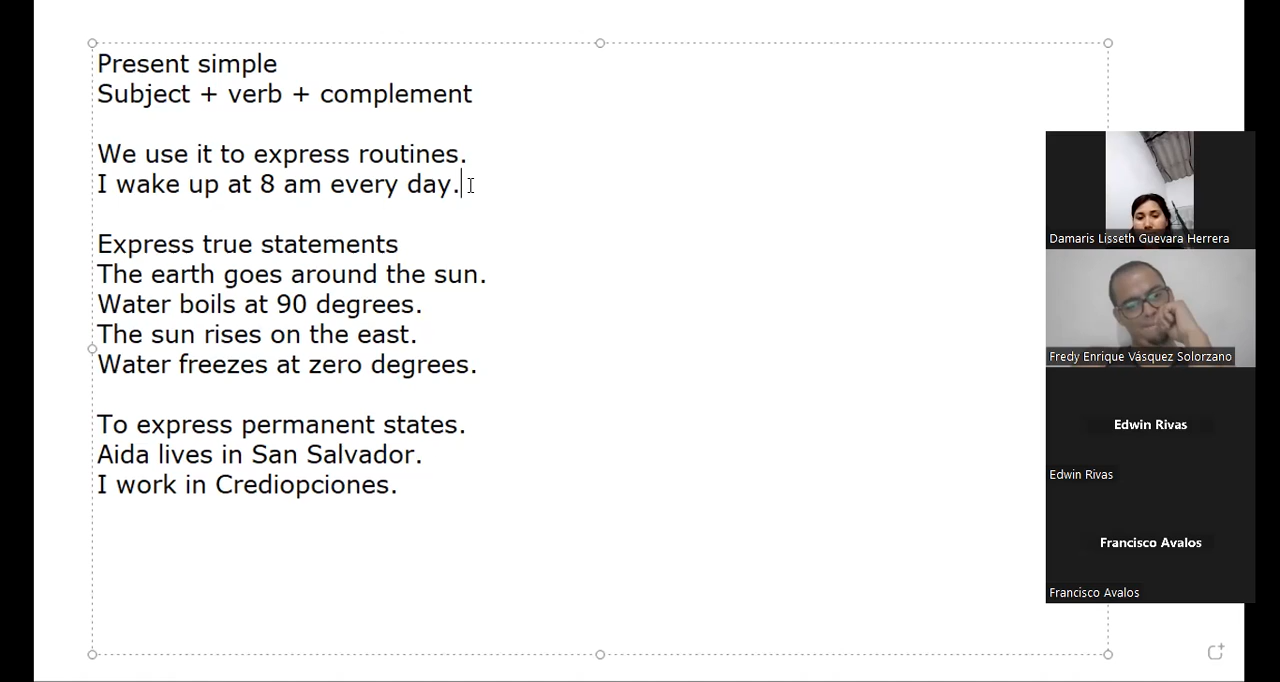 Present simple
Subject + verb + complement
We use it to express routines.
I wake up at 8 am every day.
Express true statements
The earth goes around the sun.
Water boils at 90 degrees.
The sun rises on the east.
Water freezes at zero degrees.
To express permanent states.
Aida lives in San Salvador.
I work in Crediopciones.
Damaris Lisseth Guevara Herrera
Fredy Enrique Vásquez Solorzano
Edwin Rivas
Edwin Rivas
Francisco Avalos
Francisco Avalos